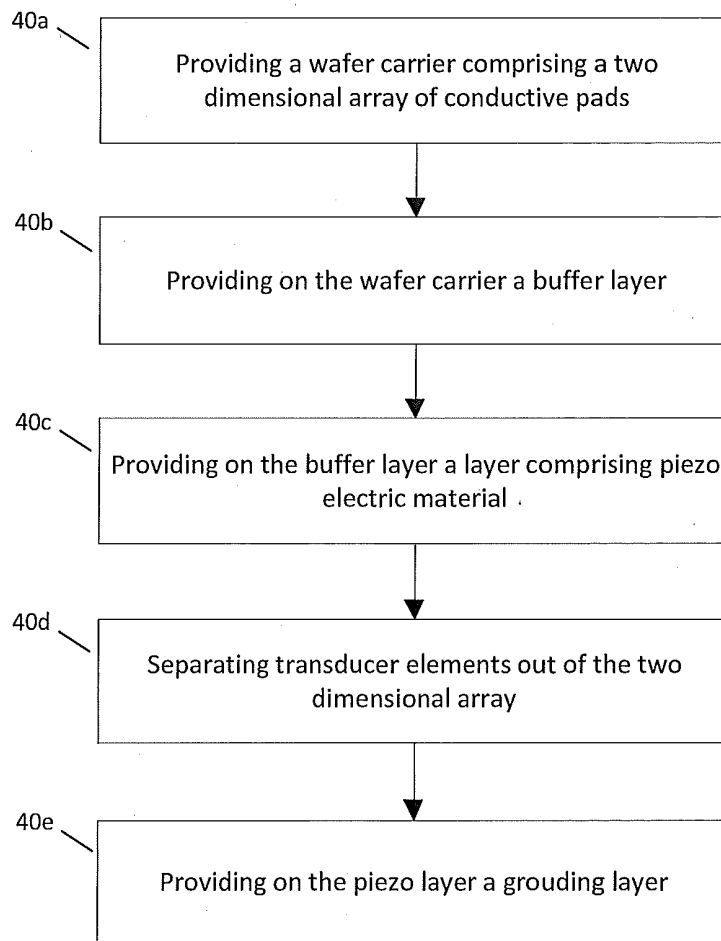 40a
Providing a wafer carrier comprising a two
dimensional array of conductive pads
40b
Providing on the wafer carrier a buffer layer
40c
Providing on the buffer layer a layer comprising piezo
electric material
40d
Separating transducer elements out of the two
dimensional array
40e
Providing on the piezo layer a grouding layer